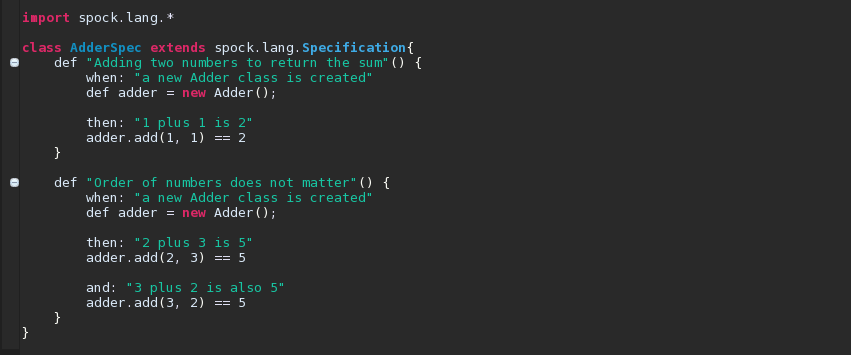 import spock.lang.*
class AdderSpec extends spock.lang.Specification{
def "Adding two numbers to return the sum"() {
when: "a new Adder class is created"
def adder = new Adder();
then: "1 plus 1 is 2"
adder.add(1, 1) == 2
}
def "Order of numbers does not matter"() {
when: "a new Adder class is created"
def adder = new Adder();
then: "2 plus 3 is 5"
adder.add(2, 3) == 5
and: "3 plus 2 is also 5"
adder.add(3, 2) == 5
}
}